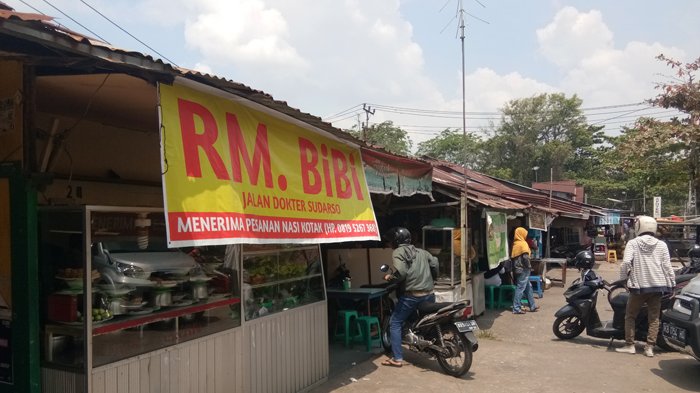 RM. BiBi
JALAN DOKTER SUDARSO
MENERIMA PESANAN NASI KOTAK